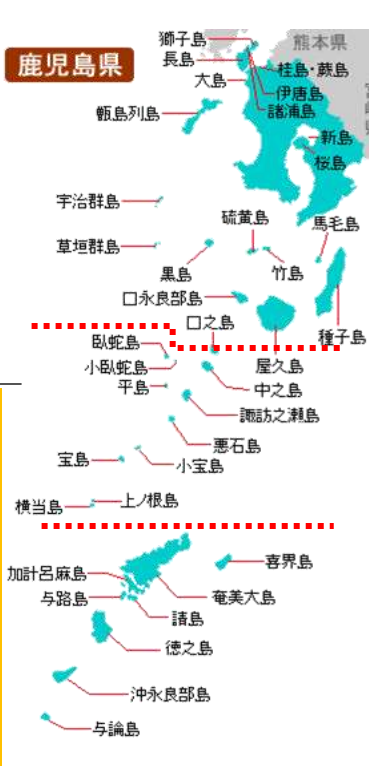 獅子島
熊本県
鹿児島県
長島
桂島・蕨島
大島
伊唐島
諸浦島
甑島列島
新島
桜島
宇治群島
硫黄島
馬毛島
草垣群島
黒島
竹島
口永良部島
口之島
種子島
臥蛇島
屋久島
小臥蛇島
中之島
平島
諏訪之瀬島
悪石島
宝島
小宝島
横当島
上ノ根島
喜界島
加計呂麻島
与路島
奄美大島
請島
徳之島
沖永良部島
与論島